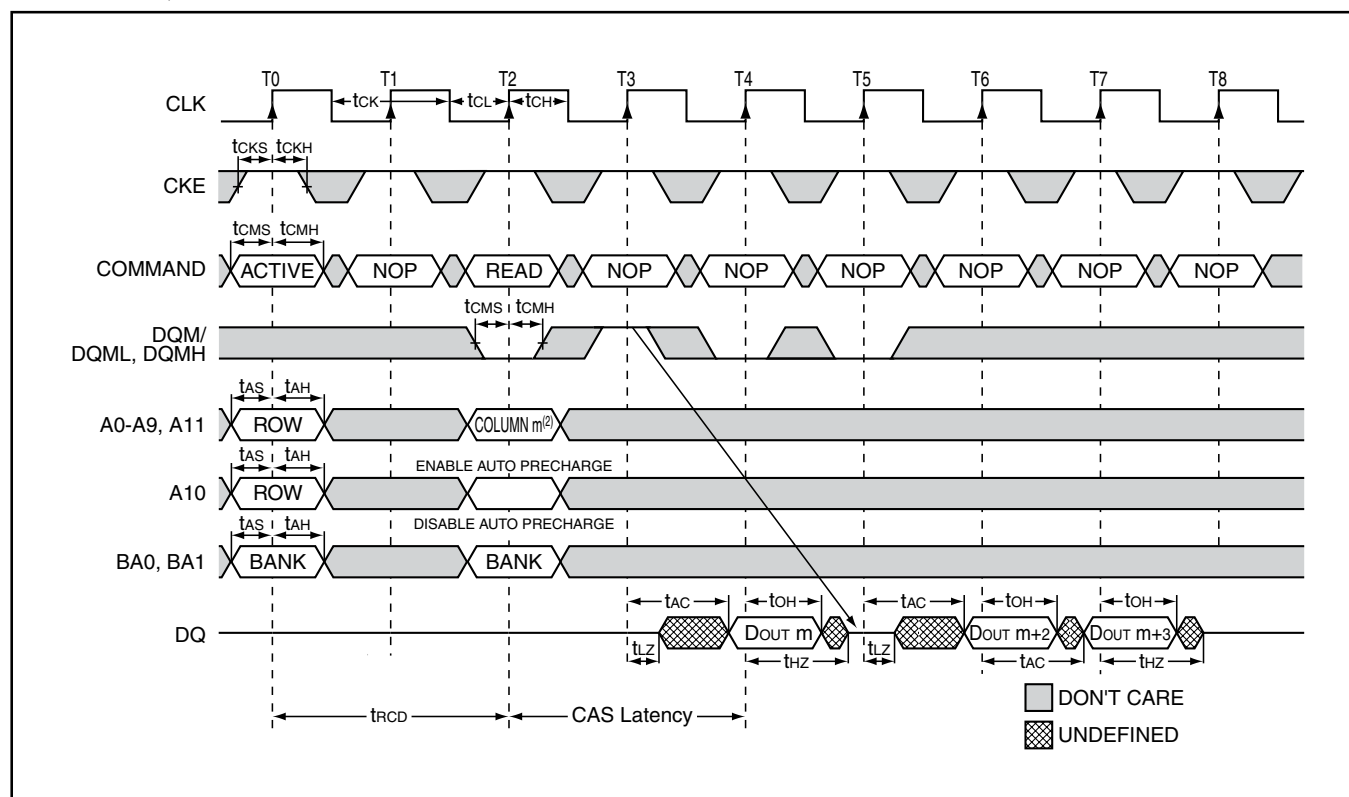 T0 T1 T2 T3 T4 T5 T6 T7 T8
CLK tCK tCL tCH
tCKS tCKH
CKE
tCMS tCMH
COMMAND ACTIVE NOP READ NOP NOP NOP NOP NOP NOP
tCMS tCMH
DQM/
DQML, DQMH
tAS tAH
A0-A9, A11 ROW COLUMN m(2)
tAS tAH ENABLE AUTO PRECHARGE
A10 ROW
tAS tAH DISABLE AUTO PRECHARGE
BA0, BA1 BANK BANK
tAC tOH tAC tOH tOH
DQ DOUT m DOUT m+2 DOUT m+3
tLZ tHZ tLZ tAC tHZ
tRCD CAS Latency
DON'T CARE
UNDEFINED